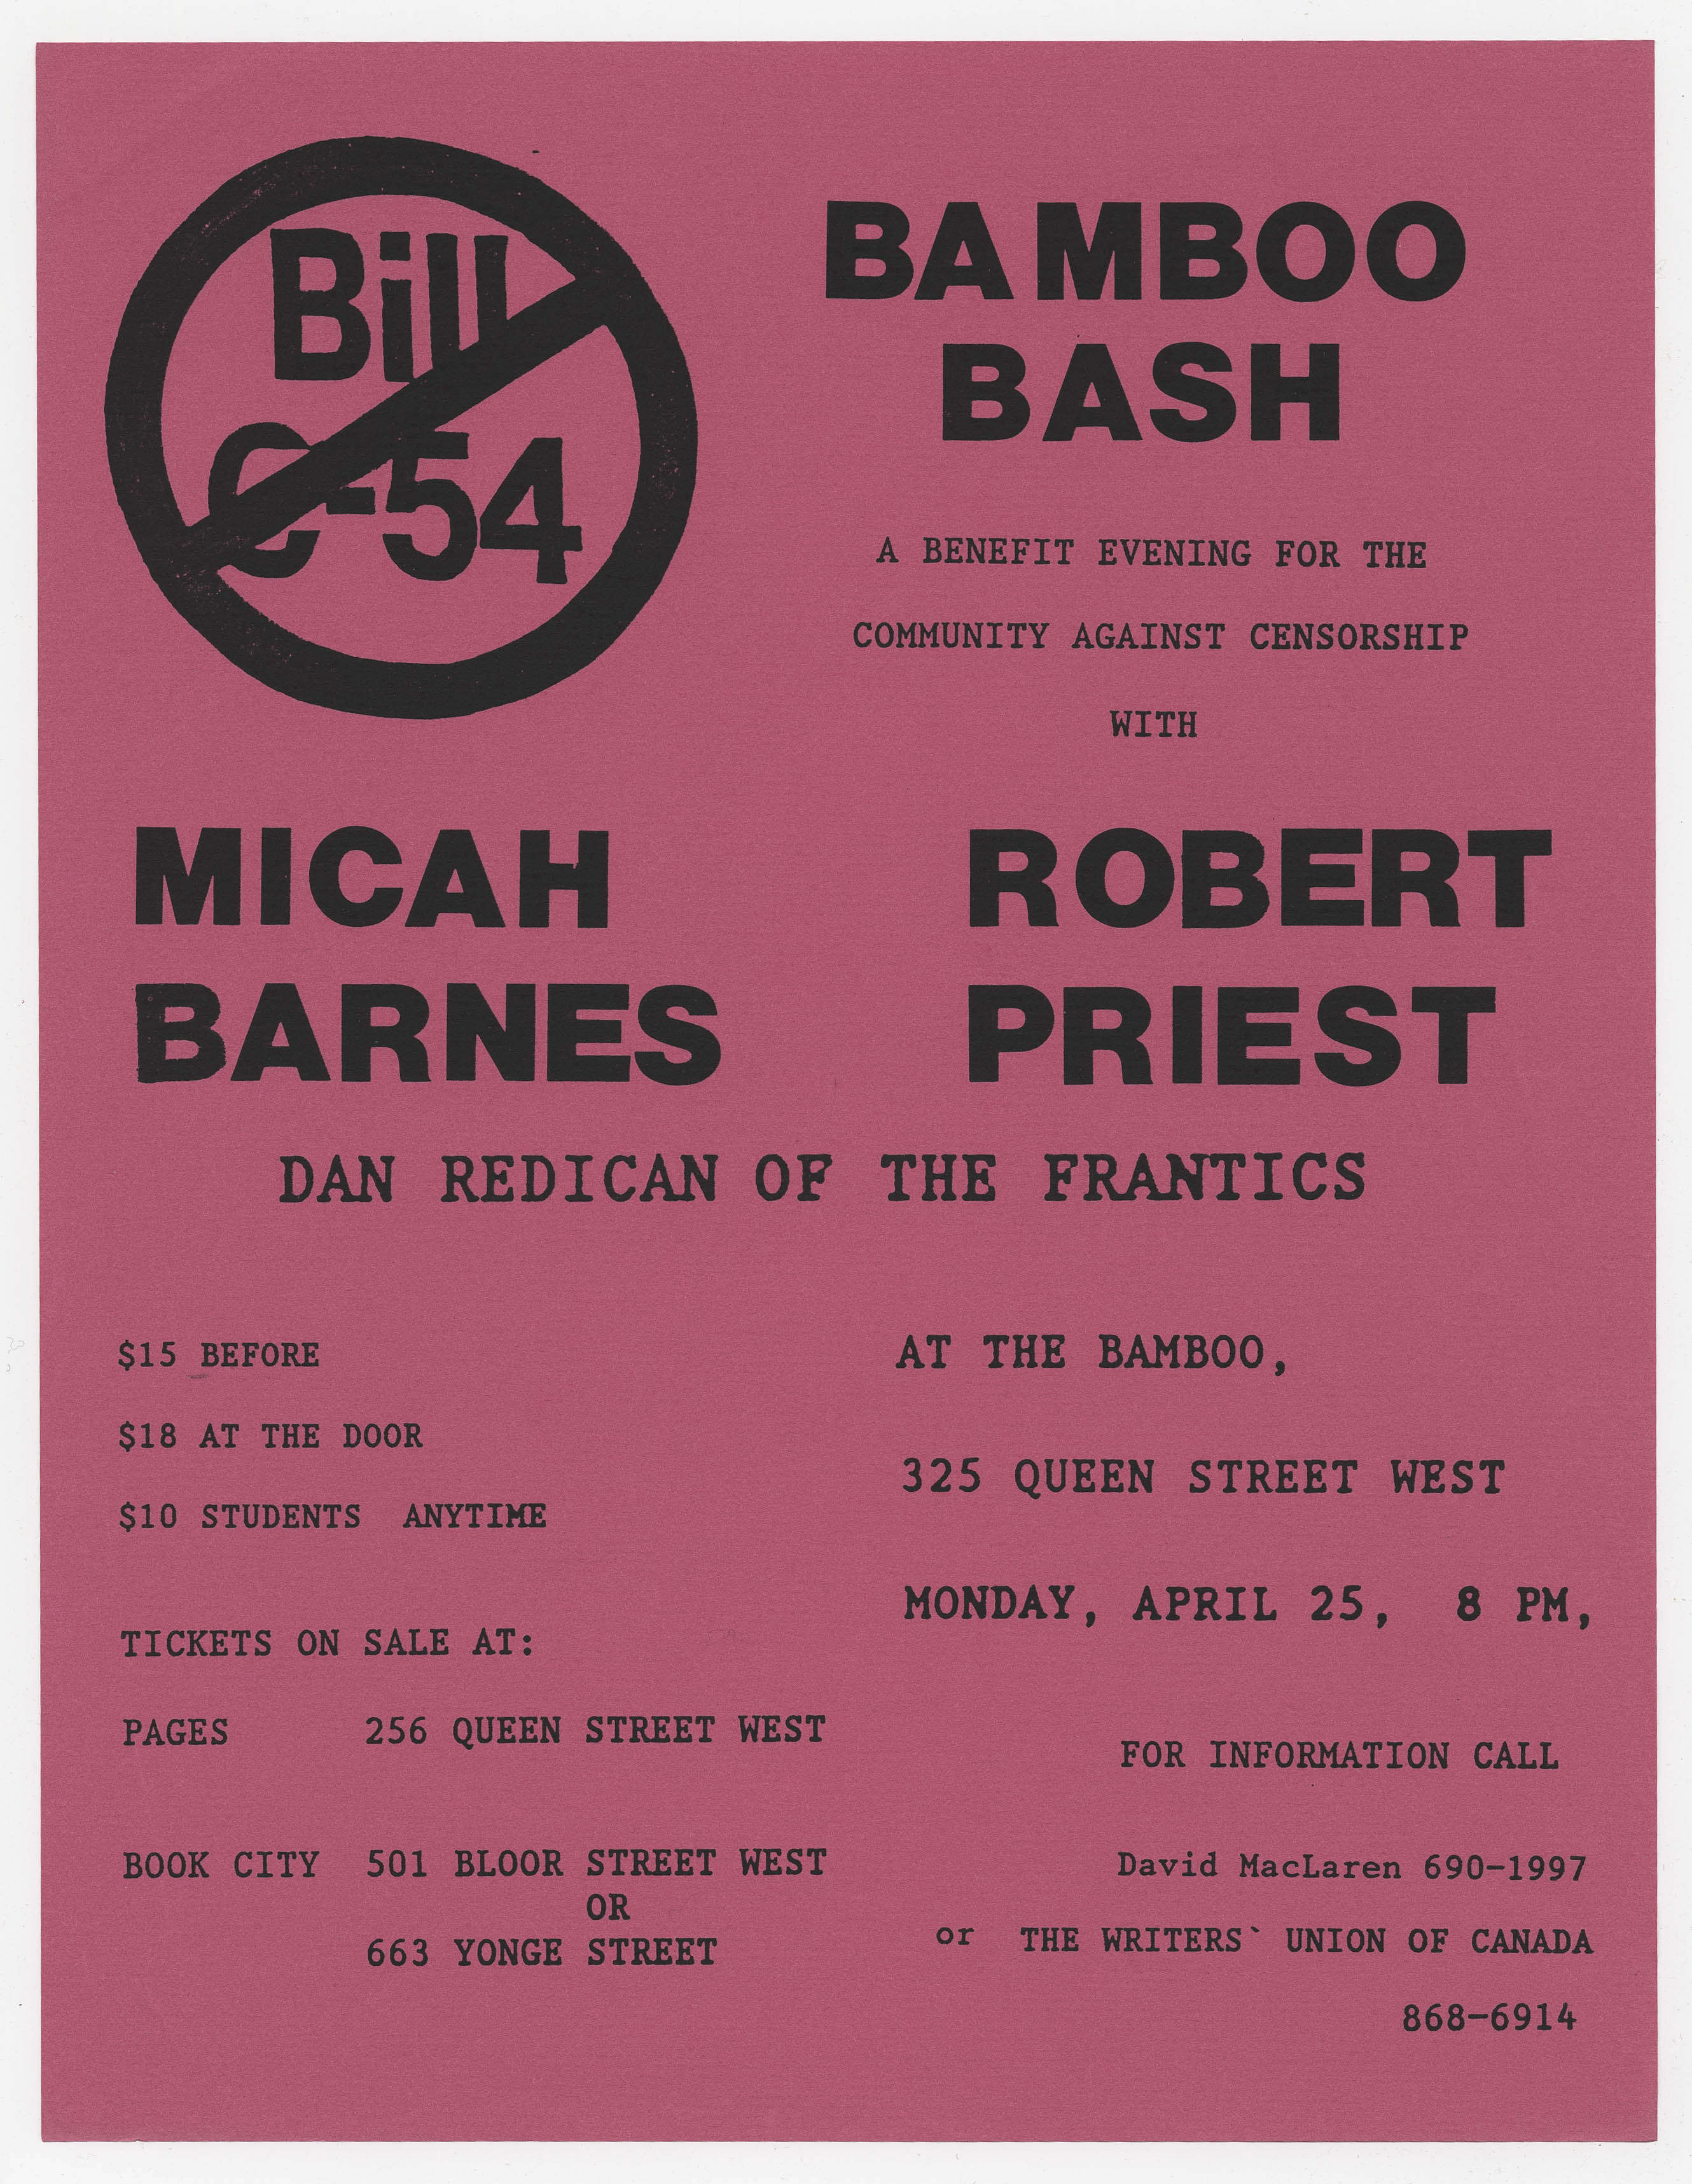 Bill
C-54
BAMBOO
BASH
A BENEFIT EVENING FOR THE
COMMUNITY AGAINST CENSORSHIP
WITH
MICAH
BARNES
ROBERT
PRIEST
DAN REDICAN OF THE FRANTICS
$15 BEFORE
$18 AT THE DOOR
$10 STUDENTS ANYTIME
TICKETS ON SALE AT:
PAGES 256 QUEEN STREET WEST
BOOK CITY 501 BLOOR STREET WEST
OR
663 YONGE STREET
AT THE BAMBOO,
325 QUEEN STREET WEST
MONDAY, APRIL 25, 8 PM,
FOR INFORMATION CALL
David MacLaren 690-1997
or THE WRITERS` UNION OF CANADA
868-6914